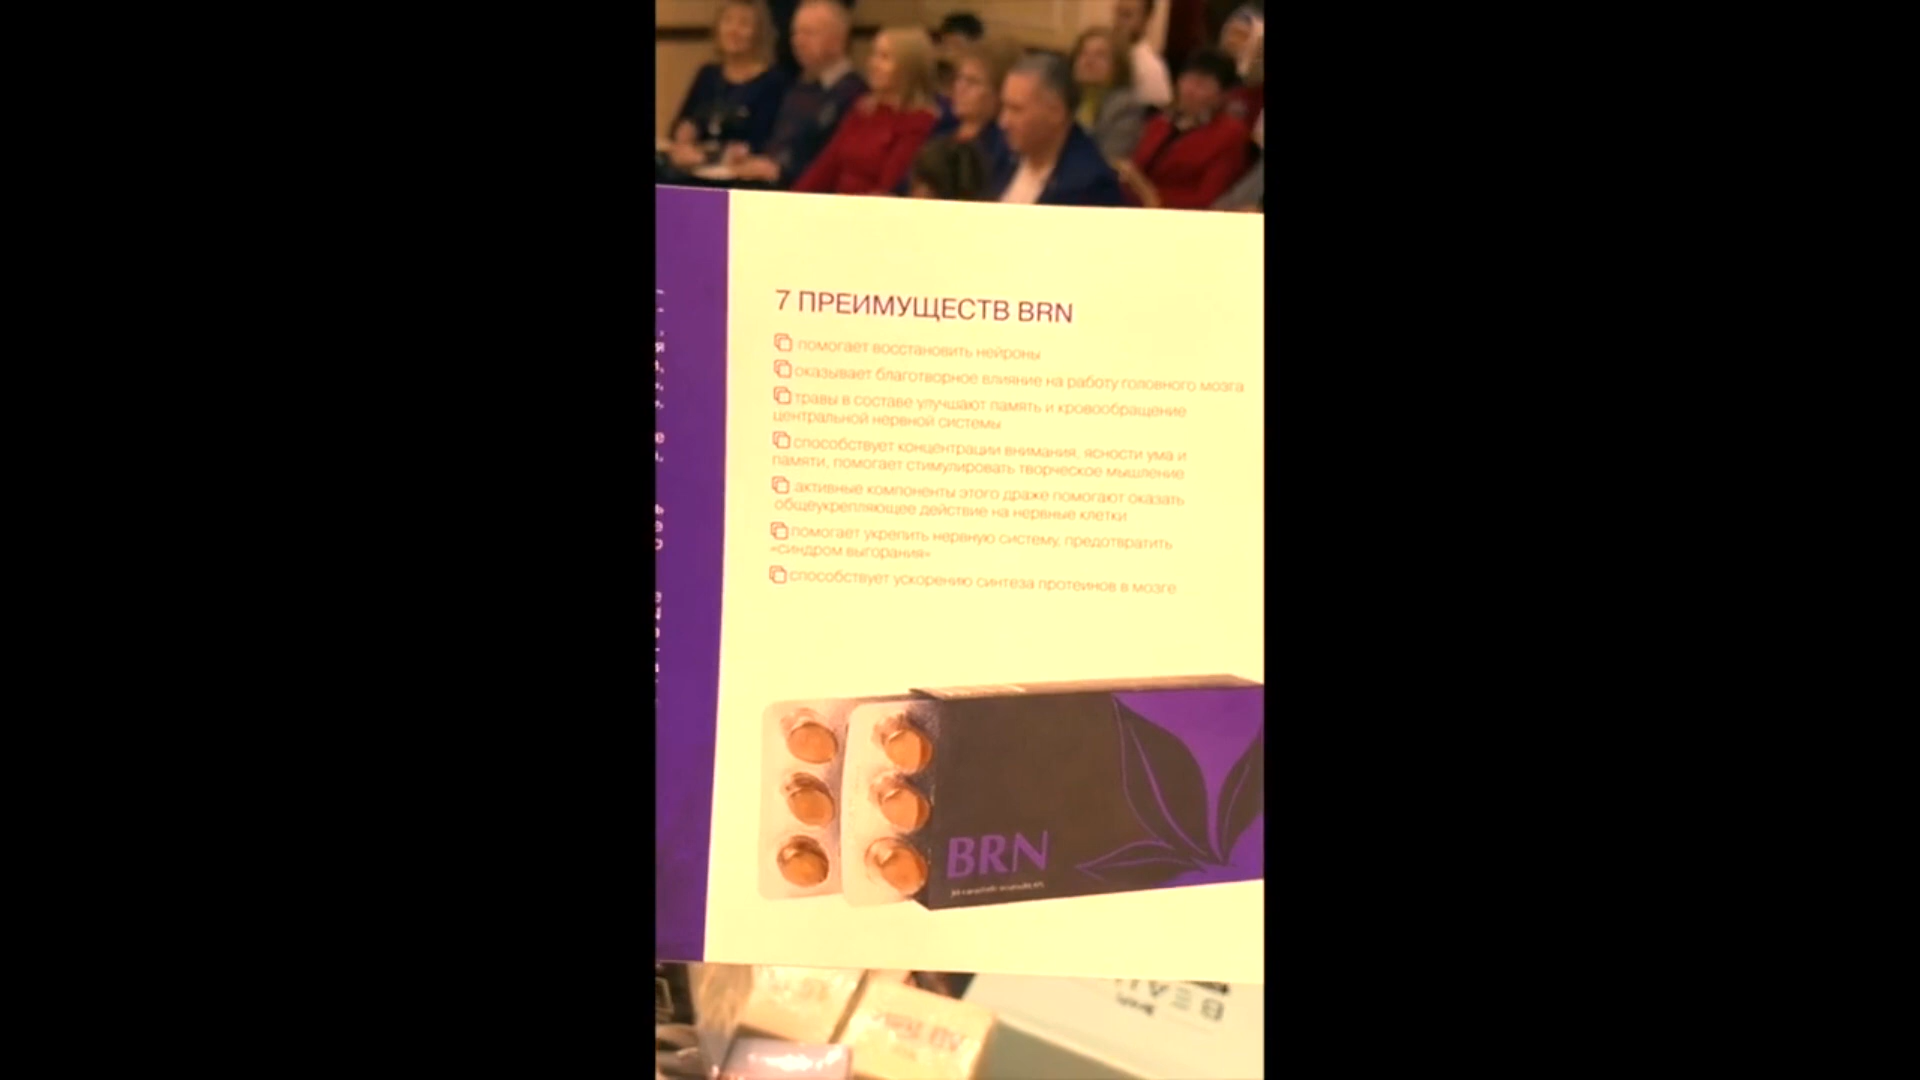 7 ПРЕИМУЩЕСТВ BRN
помогает восстановить нейроны
оказывает благотворное влияние на работу головного мозга
травы в составе улучшают память и кровообращение
центральной нервной системы
способствует концентрации внимания, ясности ума и
памяти, помогает стимулировать творческое мышление
активные компоненты этого драже помогают оказать
общеукрепляющее действие на нервные клетки
помогает укрепить нервную систему, предотвратить
«синдром выгорания»
способствует ускорению синтеза протеинов в мозге
BRN